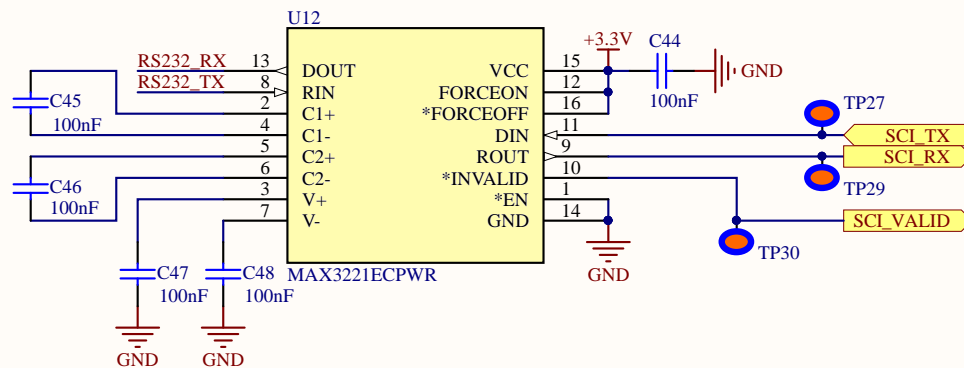 U12
RS232_RX 13 DOUT
RS232_TX 8 RIN
2 C1+
4 C1-
5 C2+
6 C2-
3 V+
7 V-
VCC 15
FORCEON 12
*FORCEOFF 16
DIN 11
ROUT 9
*INVALID 10
*EN 1
GND 14
MAX3221ECPWR
C45
100nF
C46
100nF
C47
100nF
GND
C48
100nF
GND
+3.3V
C44
100nF
GND
TP27
SCI_TX
SCI_RX
TP29
SCI_VALID
TP30
GND